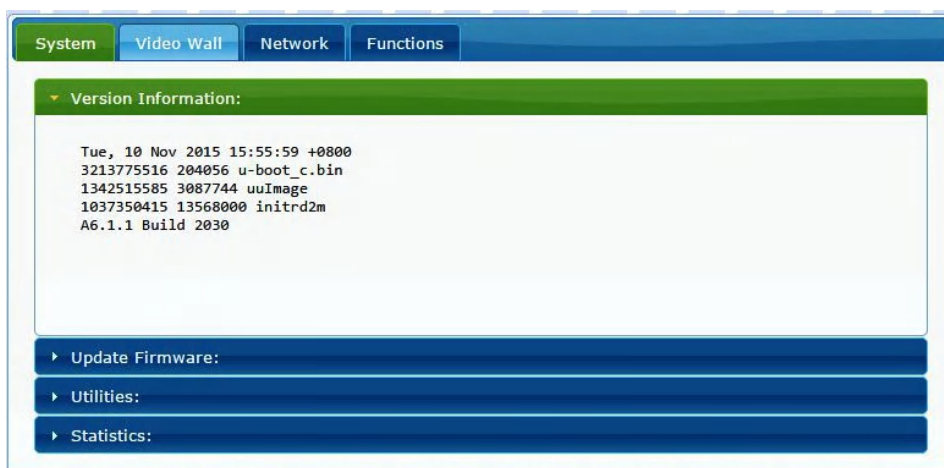 System Video Wall Network Functions
Version Information:
Tue, 10 Nov 2015 15:55:59 +0800
3213775516 204056 u-boot_c.bin
1342515585 3087744 uuImage
1037350415 13568000 initrd2m
A6.1.1 Build 2030
Update Firmware:
Utilities:
Statistics: